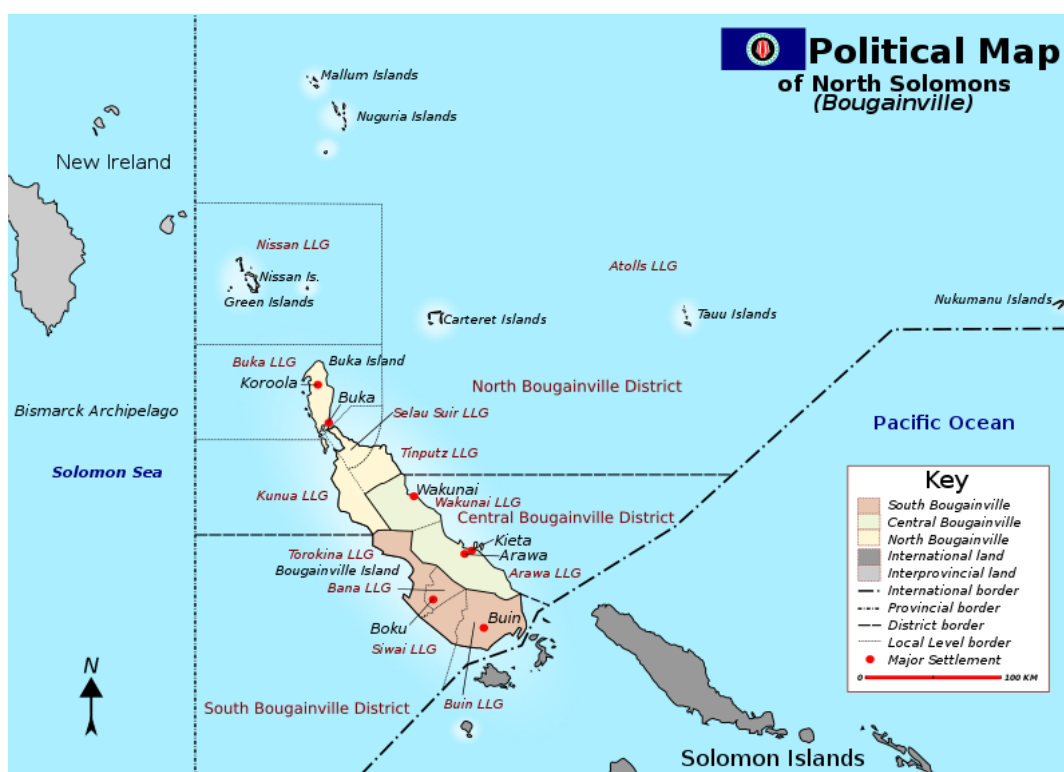 Political Map
of North Solomons
(Bougainville)
Mallum Islands
Nuguria Islands
New Ireland
Nissan LLG
Nissan Is.
Green Islands
Atolls LLG
Carteret Islands
Tauu Islands
Nukumanu Islands
Buka LLG
Buka Island
Koroola
Buka
North Bougainville District
Bismarck Archipelago
Selau Suir LLG
Pacific Ocean
Solomon Sea
Tinputz LLG
Kunua LLG
Wakunai
Wakunai LLG
Central Bougainville District
Kieta
Arawa
Torokina LLG
Bougainville Island
Arawa LLG
Bana LLG
Boku
Buin
Siwai LLG
South Bougainville District
Buin LLG
Solomon Islands
N
Key
South Bougainville
Central Bougainville
North Bougainville
International land
Interprovincial land
International border
Provincial border
District border
Local Level border
Major Settlement
0 100 KM